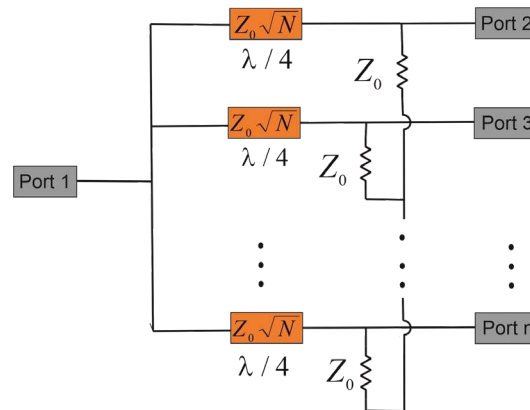 Z₀√N
Port 2
λ / 4
Z₀
Z₀√N
Port 3
λ / 4
Z₀
Port 1
Z₀√N
Port n
λ / 4
Z₀